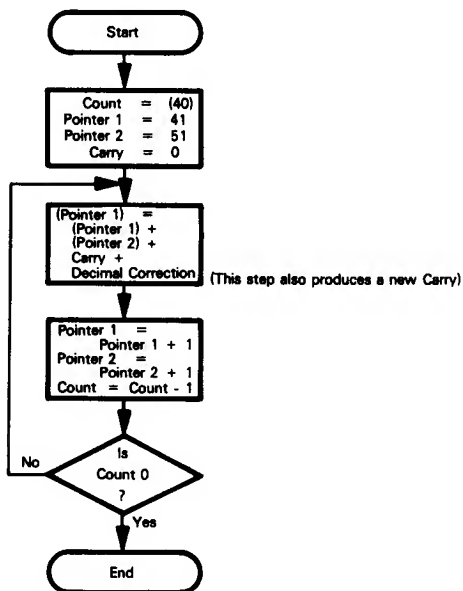 Start
Count = (40)
Pointer 1 = 41
Pointer 2 = 51
Carry = 0
(Pointer 1) =
(Pointer 1) +
(Pointer 2) +
Carry +
Decimal Correction
(This step also produces a new Carry)
Pointer 1 =
Pointer 1 + 1
Pointer 2 =
Pointer 2 + 1
Count = Count - 1
Is
Count 0
?
No
Yes
End